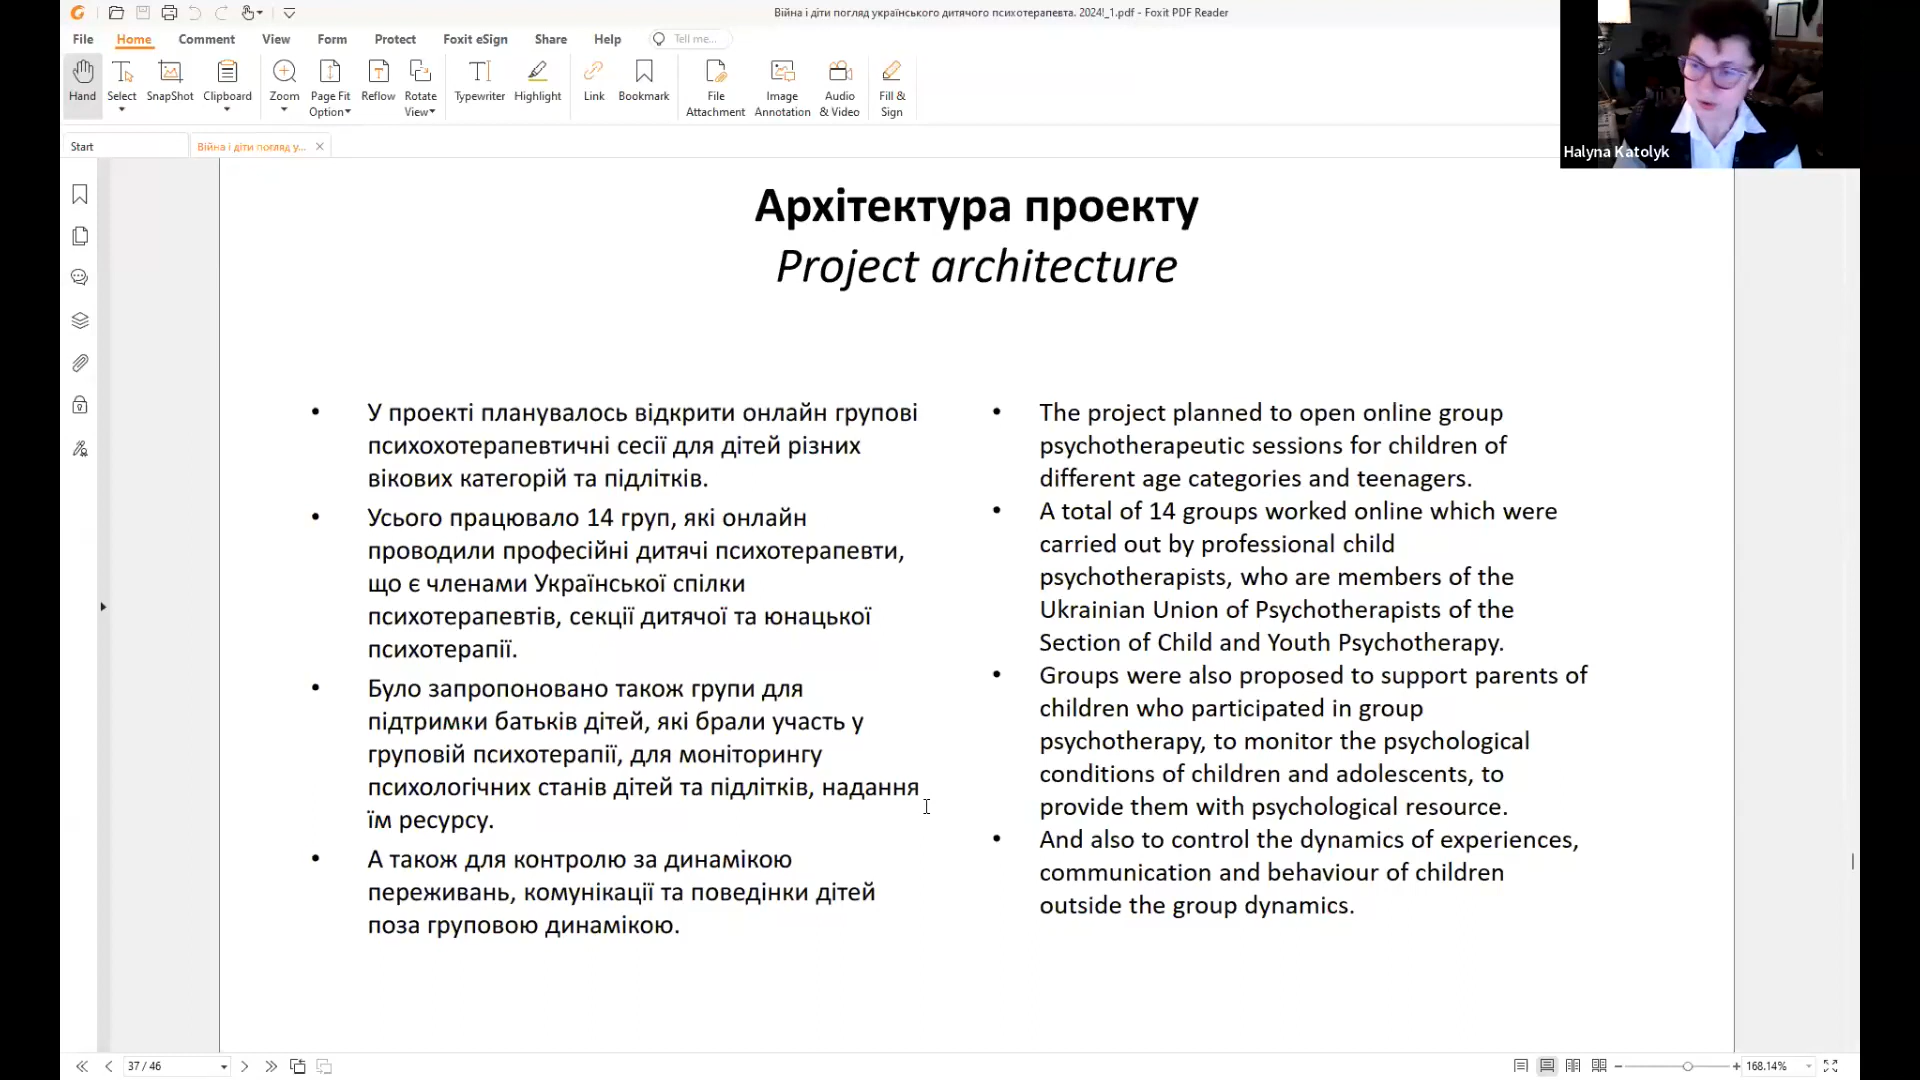 Війна і діти погляд українського дитячого психотерапевта. 2024!_1.pdf - Foxit PDF Reader
File Home Comment View Form Protect Foxit eSign Share Help Tell me...
Hand Select SnapShot Clipboard Zoom Page Fit Option Reflow Rotate View Typewriter Highlight Link Bookmark File Attachment Image Annotation Audio & Video Fill & Sign
Halyna Katolyk
Start Війна і діти погляд у...
Архітектура проекту
Project architecture
• У проекті планувалось відкрити онлайн групові
психохотерапевтичні сесії для дітей різних
вікових категорій та підлітків.
• Усього працювало 14 груп, які онлайн
проводили професійні дитячі психотерапевти,
що є членами Української спілки
психотерапевтів, секції дитячої та юнацької
психотерапії.
• Було запропоновано також групи для
підтримки батьків дітей, які брали участь у
груповій психотерапії, для моніторингу
психологічних станів дітей та підлітків, надання
їм ресурсу.
• А також для контролю за динамікою
переживань, комунікації та поведінки дітей
поза груповою динамікою.
• The project planned to open online group
psychotherapeutic sessions for children of
different age categories and teenagers.
• A total of 14 groups worked online which were
carried out by professional child
psychotherapists, who are members of the
Ukrainian Union of Psychotherapists of the
Section of Child and Youth Psychotherapy.
• Groups were also proposed to support parents of
children who participated in group
psychotherapy, to monitor the psychological
conditions of children and adolescents, to
provide them with psychological resource.
• And also to control the dynamics of experiences,
communication and behaviour of children
outside the group dynamics.
37 / 46
168.14%